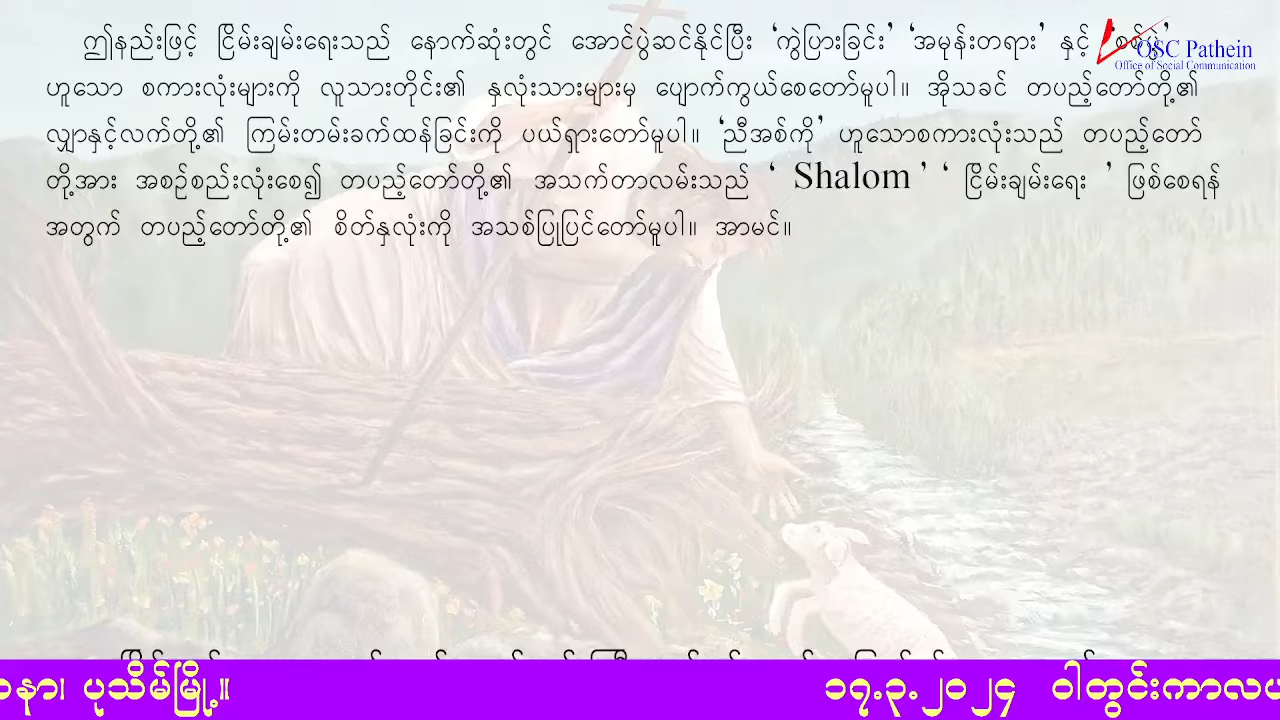 ဤနည်းဖြင့် ငြိမ်းချမ်းရေးသည် နောက်ဆုံးတွင် အောင်ပွဲဆင်နိုင်ပြီး ‘ကွဲပြားခြင်း’ ‘အမုန်းတရား’ နှင့် ‘စစ်ပွဲ’
OSC Pathein
Office of Social Communication
ဟူသော စကားလုံးများကို လူသားတိုင်း၏ နှလုံးသားများမှ ပျောက်ကွယ်စေတော်မူပါ။ အိုသခင် တပည့်တော်တို့၏
လျှာနှင့်လက်တို့၏ ကြမ်းတမ်းခက်ထန်ခြင်းကို ပယ်ရှားတော်မူပါ။ ‘ညီအစ်ကို’ ဟူသောစကားလုံးသည် တပည့်တော်
တို့အား အစဉ်စည်းလုံးစေ၍ တပည့်တော်တို့၏ အသက်တာလမ်းသည် ‘ Shalom ’ ‘ ငြိမ်းချမ်းရေး ’ ဖြစ်စေရန်
အတွက် တပည့်တော်တို့၏ စိတ်နှလုံးကို အသစ်ပြုပြင်တော်မူပါ။ အာမင်။
ပုသိမ်မြို့။ ၁၇.၃.၂၀၂၄